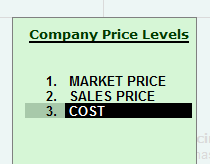 Company Price Levels
1. MARKET PRICE
2. SALES PRICE
3. COST